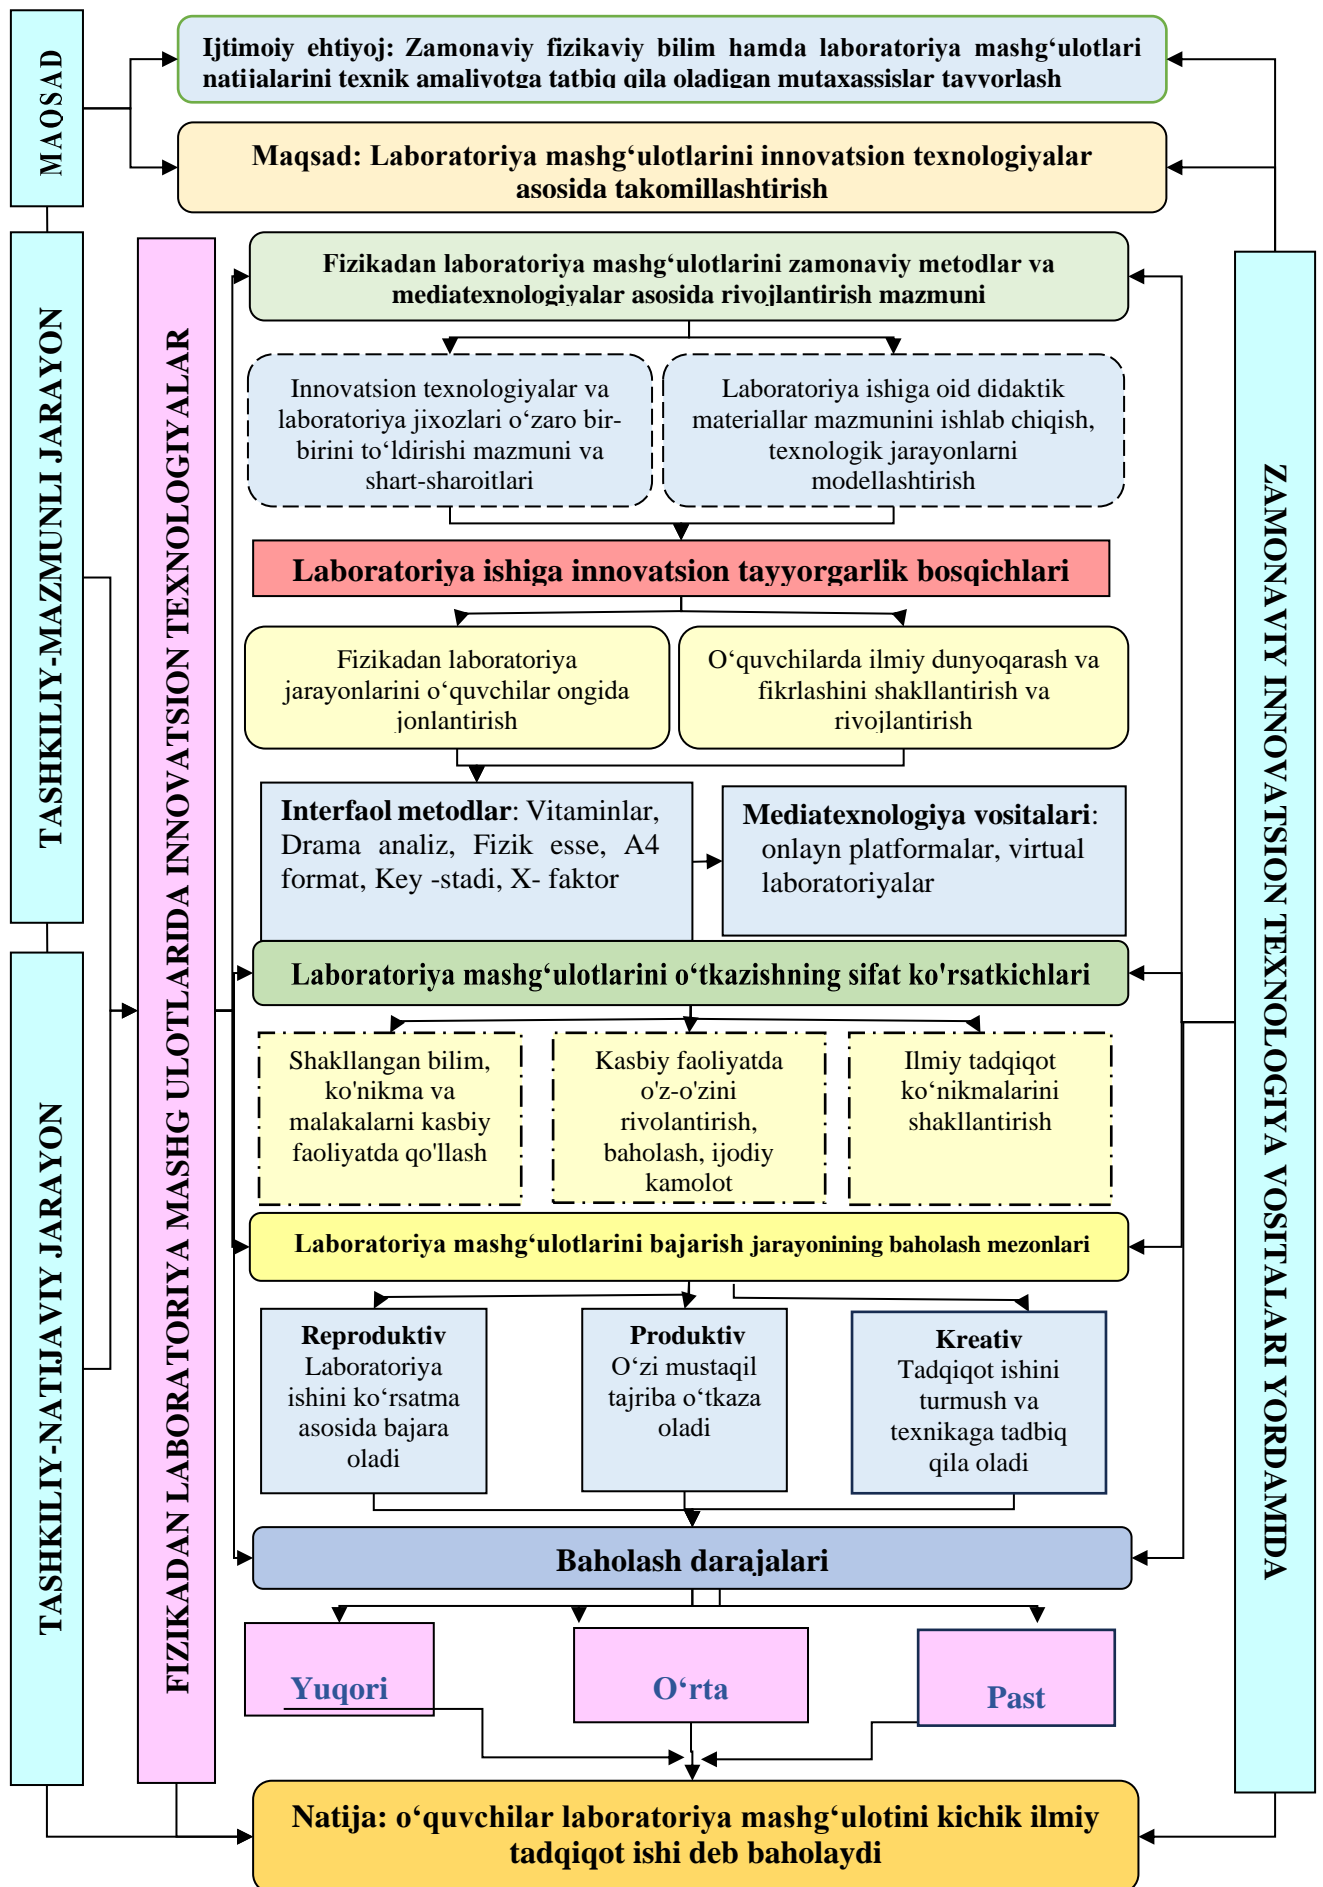 MAQSAD
Ijtimoiy ehtiyoj: Zamonaviy fizikaviy bilim hamda laboratoriya mashg‘ulotlari
natijalarini texnik amaliyotga tatbiq qila oladigan mutaxassislar tayyorlash
Maqsad: Laboratoriya mashg‘ulotlarini innovatsion texnologiyalar
asosida takomillashtirish
TASHKILIY-MAZMUNLI JARAYON
TASHKILIY-NATIJAVIY JARAYON
FIZIKADAN LABORATORIYA MASHG ULOTLARIDA INNOVATSION TEXNOLOGIYALAR
ZAMONAVIY INNOVATSION TEXNOLOGIYA VOSITALARI YORDAMIDA
Fizikadan laboratoriya mashg‘ulotlarini zamonaviy metodlar va
mediatexnologiyalar asosida rivojlantirish mazmuni
Innovatsion texnologiyalar va
laboratoriya jixozlari o‘zaro bir-
birini to‘ldirishi mazmuni va
shart-sharoitlari
Laboratoriya ishiga oid didaktik
materiallar mazmunini ishlab chiqish,
texnologik jarayonlarni
modellashtirish
Laboratoriya ishiga innovatsion tayyorgarlik bosqichlari
Fizikadan laboratoriya
jarayonlarini o‘quvchilar ongida
jonlantirish
O‘quvchilarda ilmiy dunyoqarash va
fikrlashini shakllantirish va
rivojlantirish
Interfaol metodlar: Vitaminlar,
Drama analiz, Fizik esse, A4
format, Key -stadi, X- faktor
Mediatexnologiya vositalari:
onlayn platformalar, virtual
laboratoriyalar
Laboratoriya mashg‘ulotlarini o‘tkazishning sifat ko'rsatkichlari
Shakllangan bilim,
ko'nikma va
malakalarni kasbiy
faoliyatda qo'llash
Kasbiy faoliyatda
o'z-o'zini
rivolantirish,
baholash, ijodiy
kamolot
Ilmiy tadqiqot
ko‘nikmalarini
shakllantirish
Laboratoriya mashg‘ulotlarini bajarish jarayonining baholash mezonlari
Reproduktiv
Laboratoriya
ishini ko‘rsatma
asosida bajara
oladi
Produktiv
O‘zi mustaqil
tajriba o‘tkaza
oladi
Kreativ
Tadqiqot ishini
turmush va
texnikaga tadbiq
qila oladi
Baholash darajalari
Yuqori
O‘rta
Past
Natija: o‘quvchilar laboratoriya mashg‘ulotini kichik ilmiy
tadqiqot ishi deb baholaydi